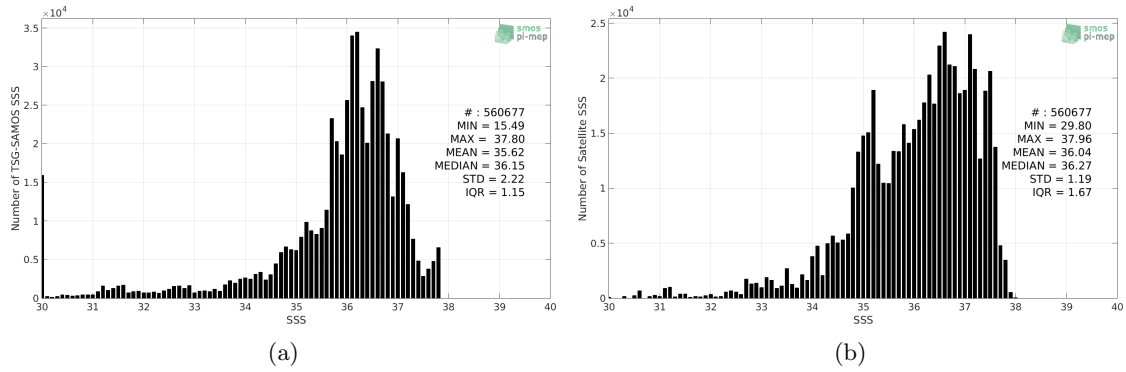 ×10⁴
3.5
3
2.5
2
1.5
1
0.5
0
30 31 32 33 34 35 36 37 38 39 40
SSS
Number of TSG-SAMOS SSS
smos
pi-mep
# : 560677
MIN = 15.49
MAX = 37.80
MEAN = 35.62
MEDIAN = 36.15
STD = 2.22
IQR = 1.15
(a)
×10⁴
2.5
2
1.5
1
0.5
0
30 31 32 33 34 35 36 37 38 39 40
SSS
Number of Satellite SSS
smos
pi-mep
# : 560677
MIN = 29.80
MAX = 37.96
MEAN = 36.04
MEDIAN = 36.27
STD = 1.19
IQR = 1.67
(b)